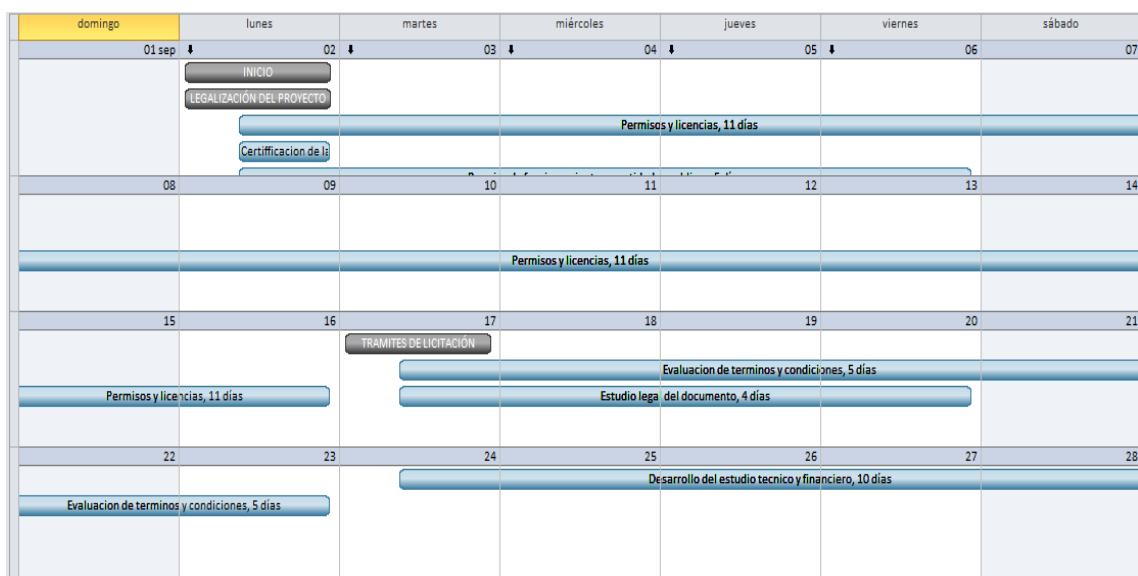 domingo lunes martes miércoles jueves viernes sábado
01 sep 02 03 04 05 06 07
INICIO
LEGALIZACIÓN DEL PROYECTO
Permisos y licencias, 11 días
Certifficacion de la
08 09 10 11 12 13 14
Permisos y licencias, 11 días
15 16 17 18 19 20 21
TRAMITES DE LICITACIÓN
Evaluacion de terminos y condiciones, 5 días
Permisos y licencias, 11 días Estudio legal del documento, 4 días
22 23 24 25 26 27 28
Desarrollo del estudio tecnico y financiero, 10 días
Evaluacion de terminos y condiciones, 5 días